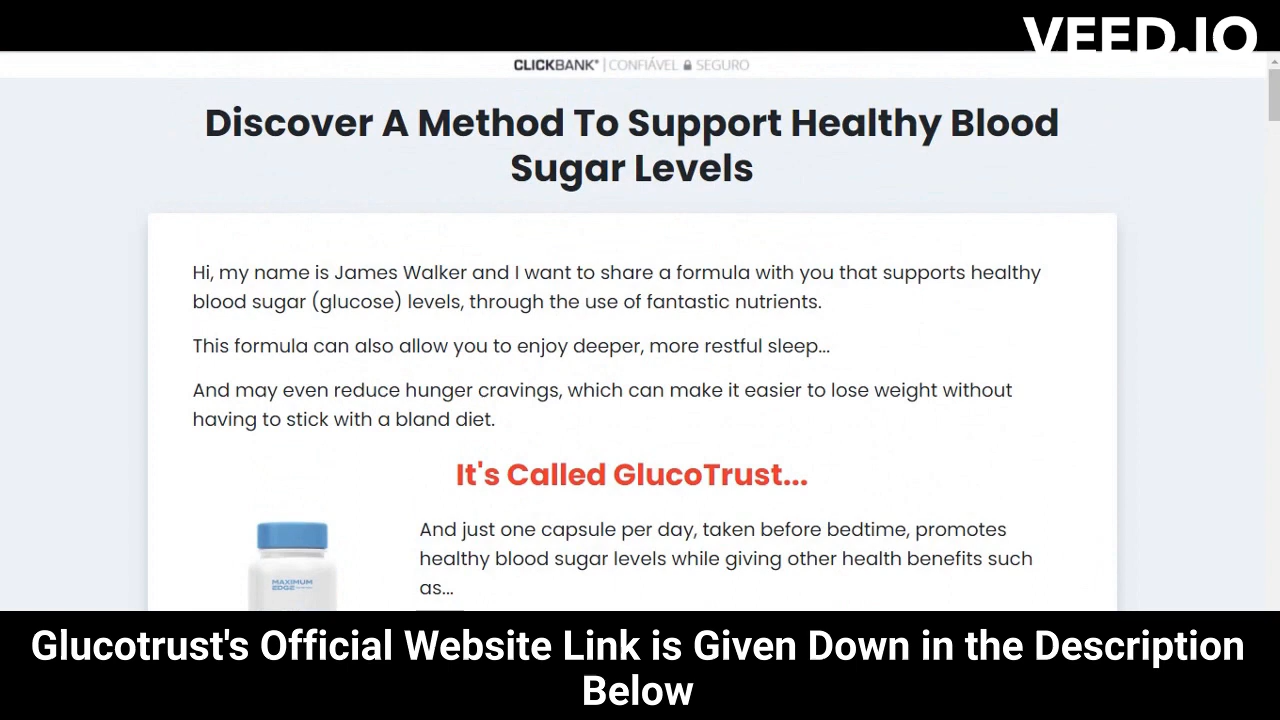 VEED.IO
CLICKBANK® | CONFIÁVEL SEGURO
Discover A Method To Support Healthy Blood
Sugar Levels
Hi, my name is James Walker and I want to share a formula with you that supports healthy
blood sugar (glucose) levels, through the use of fantastic nutrients.
This formula can also allow you to enjoy deeper, more restful sleep...
And may even reduce hunger cravings, which can make it easier to lose weight without
having to stick with a bland diet.
It's Called GlucoTrust...
And just one capsule per day, taken before bedtime, promotes
healthy blood sugar levels while giving other health benefits such
as...
MAXIMUM
EDGE
Glucotrust's Official Website Link is Given Down in the Description
Below